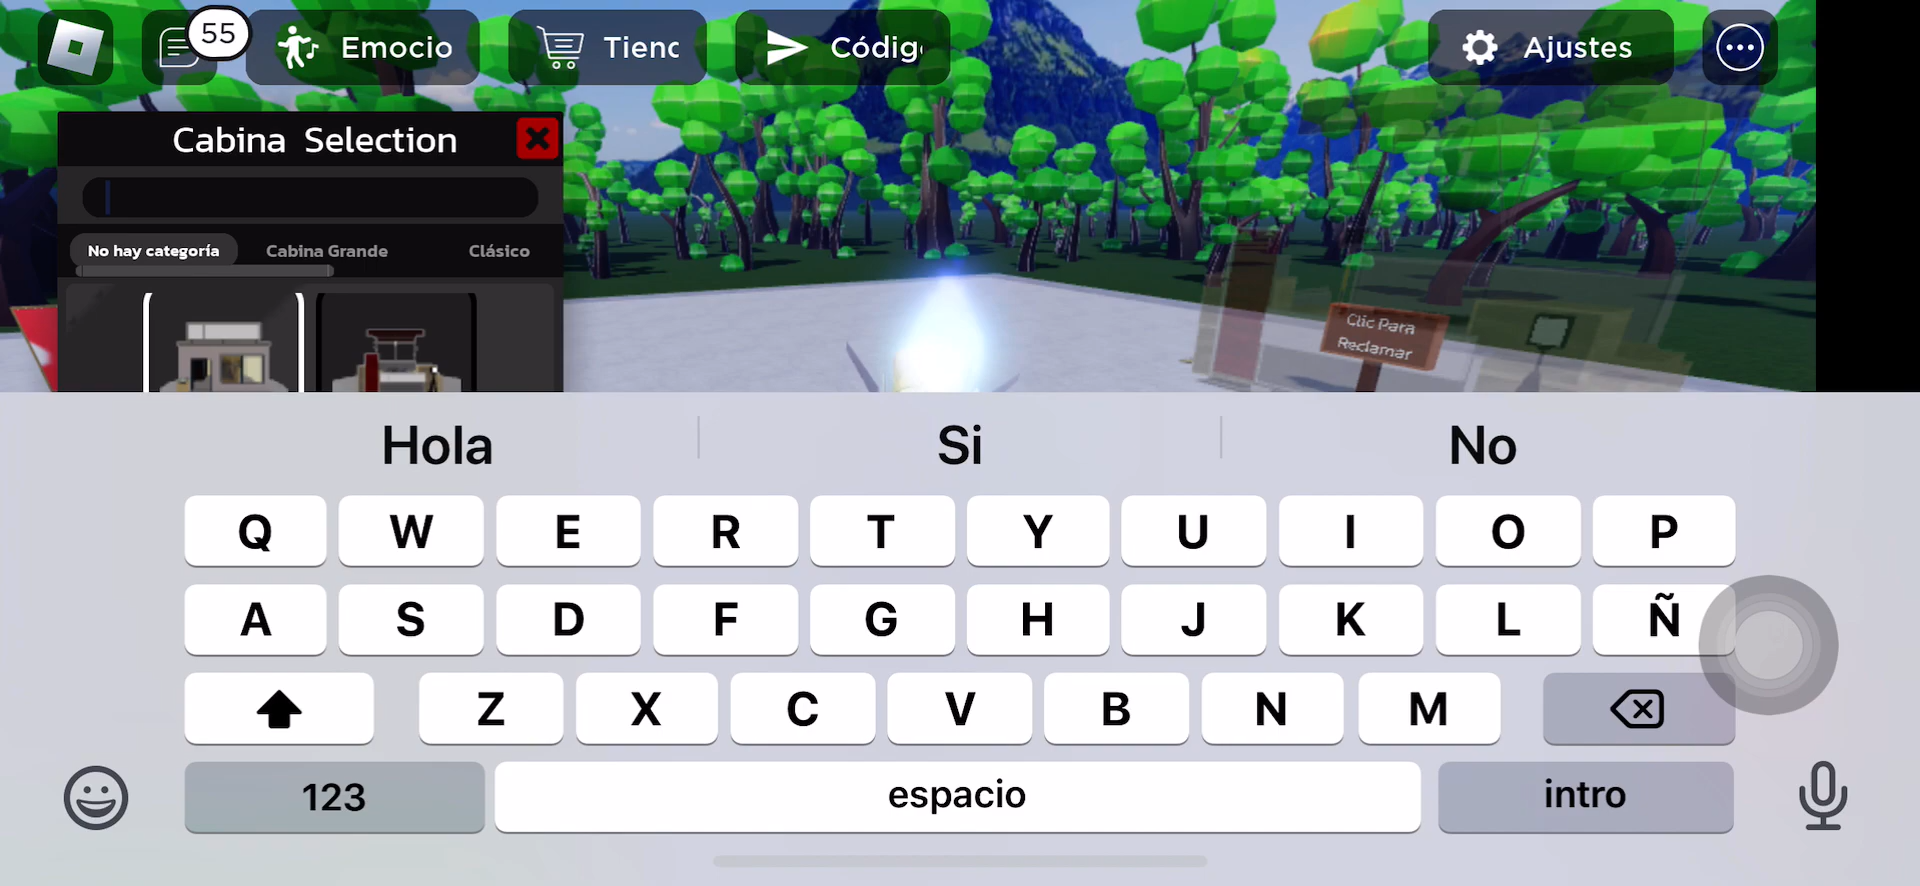 55
Emocio
Tienc
Códig
Ajustes
Cabina Selection
No hay categoría
Cabina Grande
Clásico
Clic Para
Reclamar
Hola
Si
No
Q W E R T Y U I O P
A S D F G H J K L Ñ
Z X C V B N M
123
espacio
intro